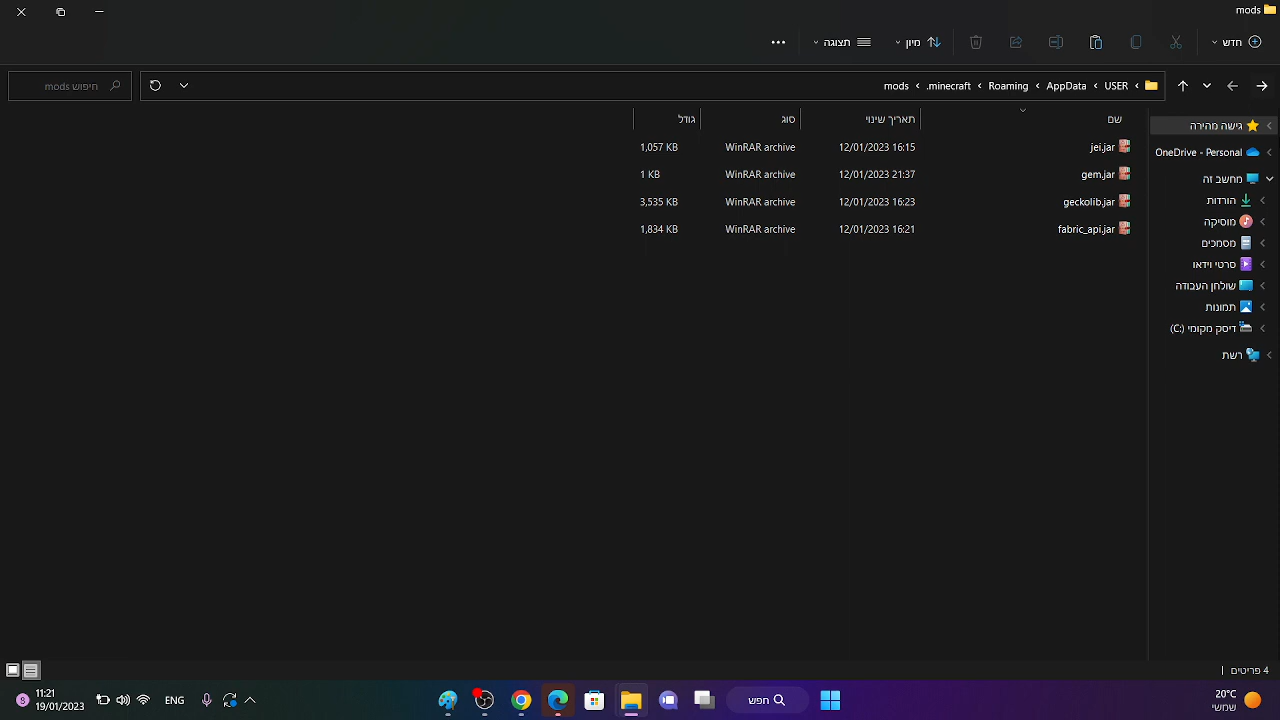 mods
חדש
מיון
תצוגה
USER
AppData
Roaming
.minecraft
mods
חיפוש mods
שם
תאריך שינוי
סוג
גודל
jei.jar
12/01/2023 16:15
WinRAR archive
1,057 KB
gem.jar
12/01/2023 21:37
WinRAR archive
1 KB
geckolib.jar
12/01/2023 16:23
WinRAR archive
3,535 KB
fabric_api.jar
12/01/2023 16:21
WinRAR archive
1,834 KB
גישה מהירה
OneDrive - Personal
מחשב זה
הורדות
מוסיקה
מסמכים
סרטי וידאו
שולחן העבודה
תמונות
דיסק מקומי (C:)
רשת
4 פריטים
20°C
שמשי
חפש
ENG
11:21
19/01/2023
S